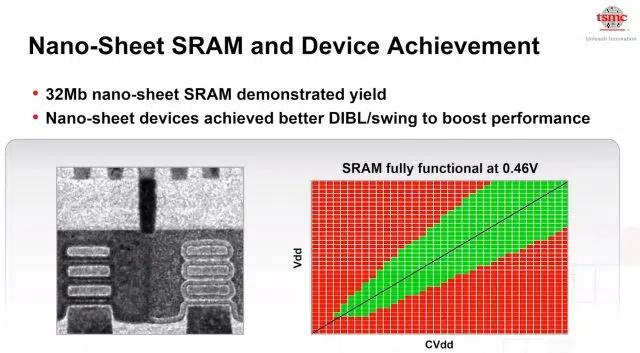 tsmc
Unleash Innovation
Nano-Sheet SRAM and Device Achievement
• 32Mb nano-sheet SRAM demonstrated yield
• Nano-sheet devices achieved better DIBL/swing to boost performance
SRAM fully functional at 0.46V
Vdd
CVdd